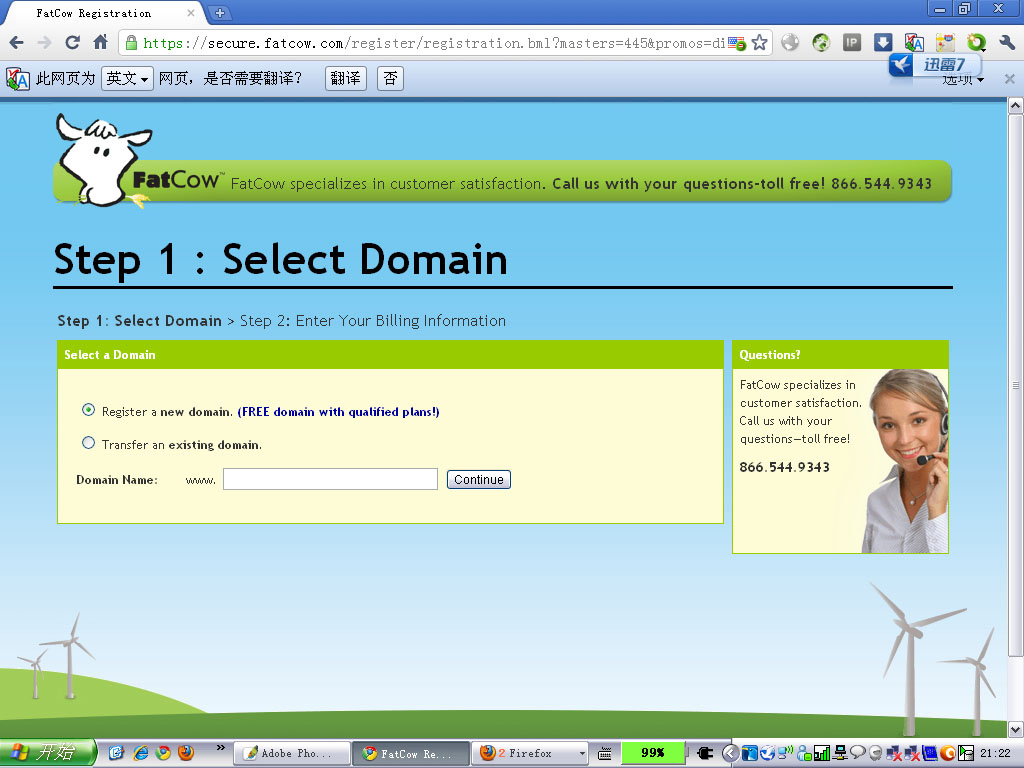 FatCow Registration
https://secure.fatcow.com/register/registration.bml?masters=445&promos=di
IP
此网页为 英文 网页，是否需要翻译？ 翻译 否
迅雷7
选项
FatCow™ FatCow specializes in customer satisfaction. Call us with your questions-toll free! 866.544.9343
Step 1 : Select Domain
Step 1: Select Domain > Step 2: Enter Your Billing Information
Select a Domain
Register a new domain. (FREE domain with qualified plans!)
Transfer an existing domain.
Domain Name: www. Continue
Questions?
FatCow specializes in
customer satisfaction.
Call us with your
questions–toll free!
866.544.9343
开始 Adobe Pho... FatCow Re... 2 Firefox 99% 21:22